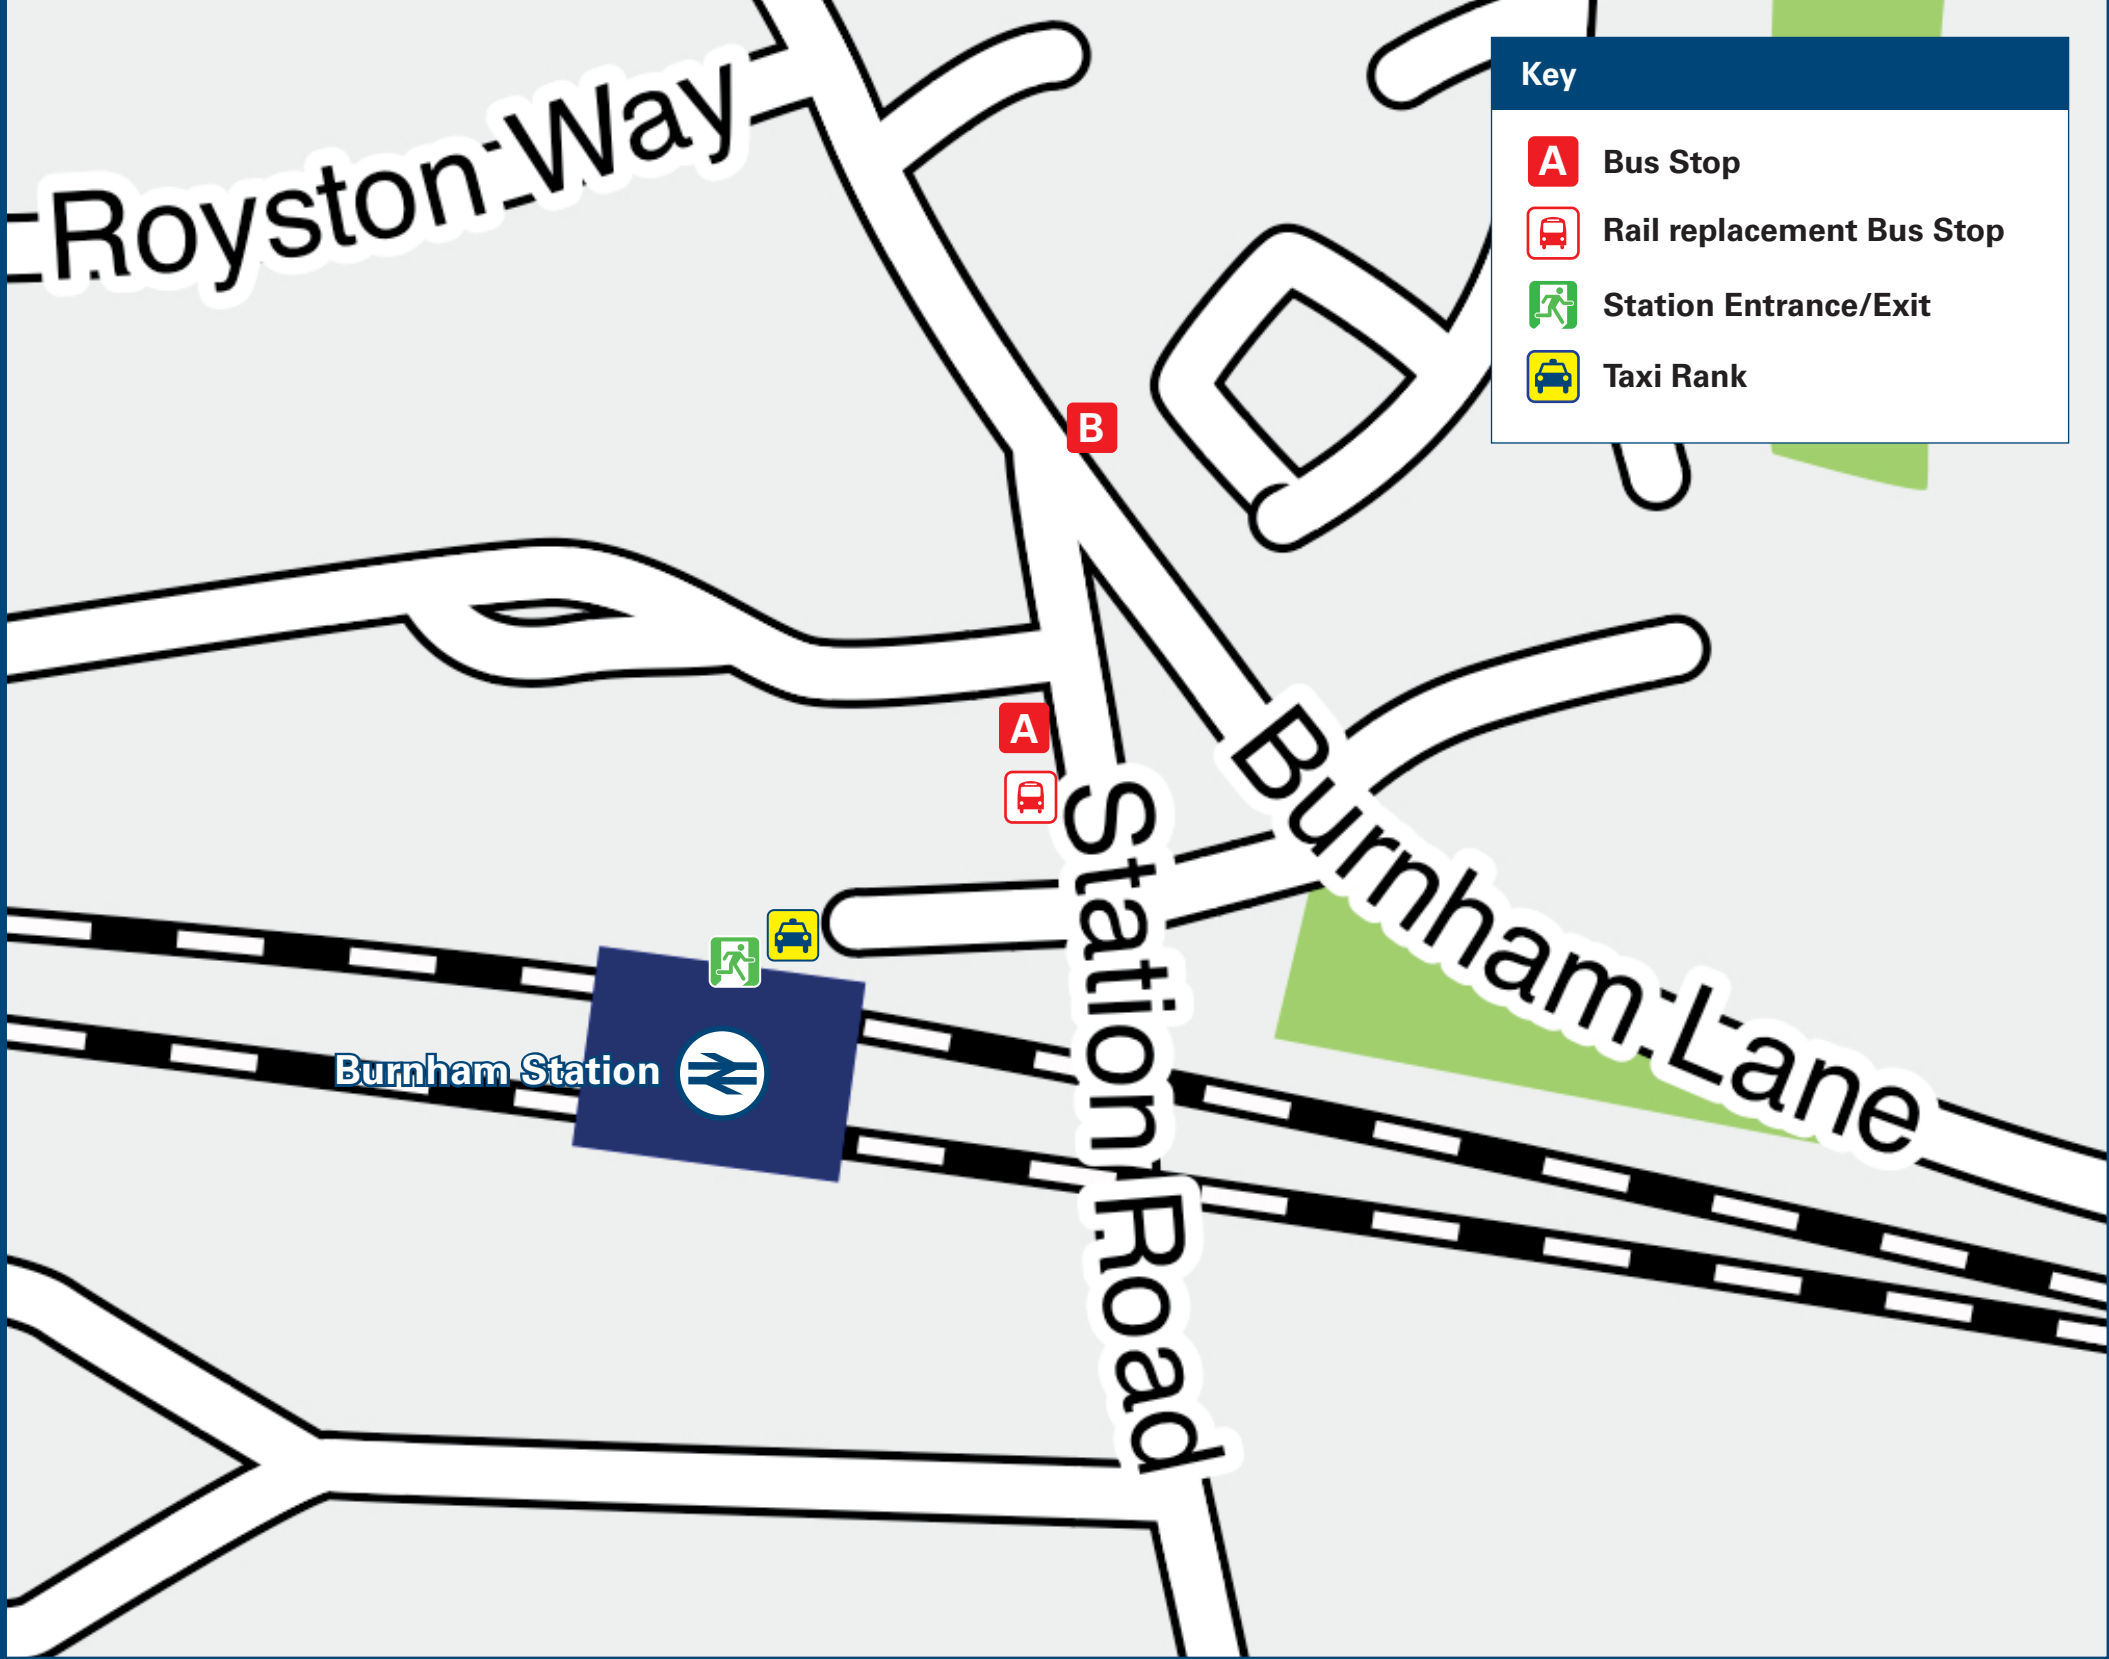 Royston Way
Key
A Bus Stop
Rail replacement Bus Stop
Station Entrance/Exit
Taxi Rank
B
A
Burnham Lane
Station Road
Burnham Station